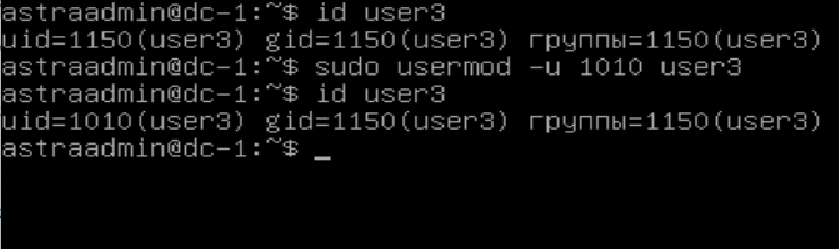 astraadmin@dc-1:~$ id user3
uid=1150(user3) gid=1150(user3) группы=1150(user3)
astraadmin@dc-1:~$ sudo usermod -u 1010 user3
astraadmin@dc-1:~$ id user3
uid=1010(user3) gid=1150(user3) группы=1150(user3)
astraadmin@dc-1:~$ _